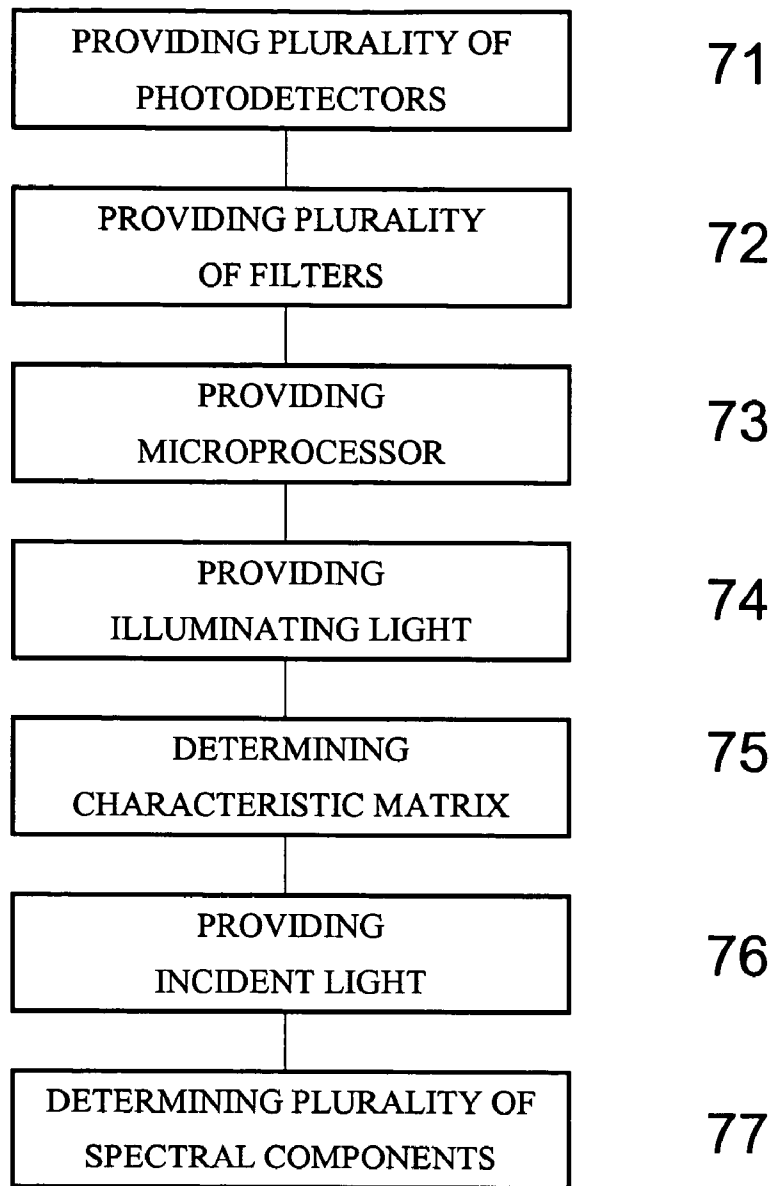 PROVIDING PLURALITY OF
PHOTODETECTORS
71
PROVIDING PLURALITY
OF FILTERS
72
PROVIDING
MICROPROCESSOR
73
PROVIDING
ILLUMINATING LIGHT
74
DETERMINING
CHARACTERISTIC MATRIX
75
PROVIDING
INCIDENT LIGHT
76
DETERMINING PLURALITY OF
SPECTRAL COMPONENTS
77